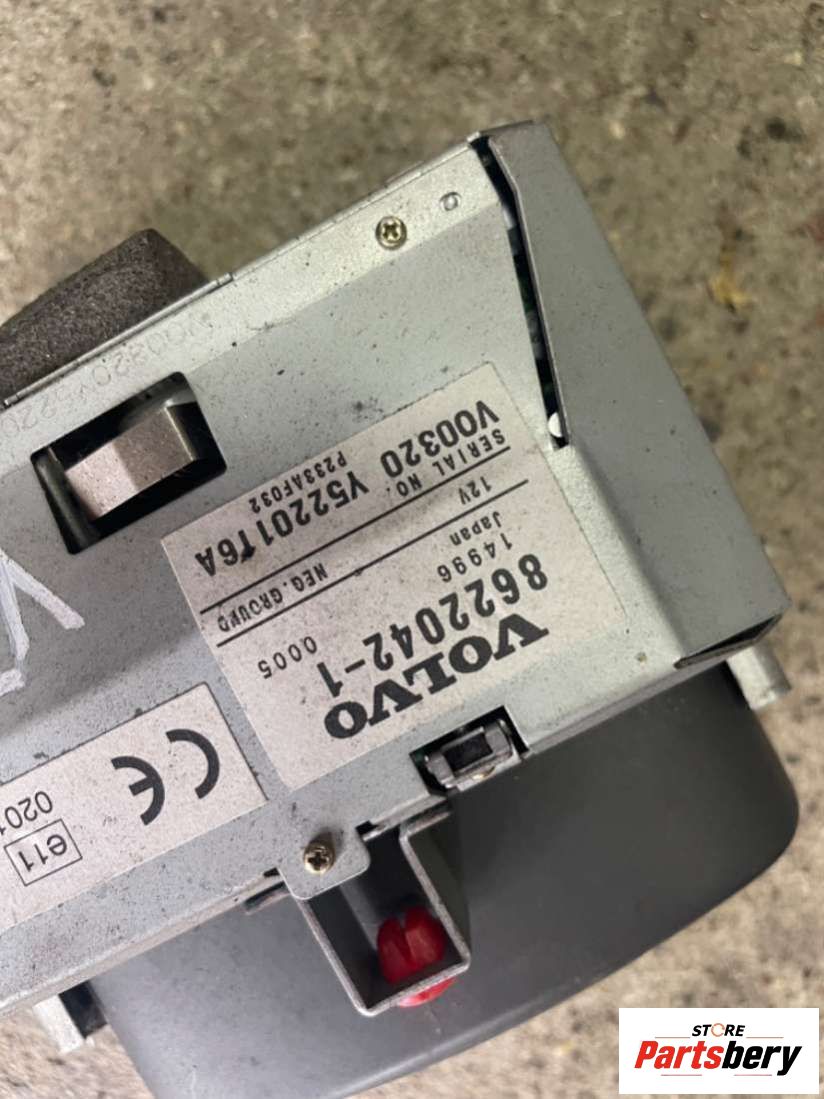 VOLVO
8622042-1
14996 0005
Japan
12V NEG.GROUND
SERIAL NO.
V00320 Y52201T6A
P233AF032
CE
e11
020
V00320Y5220
STORE
Partsbery